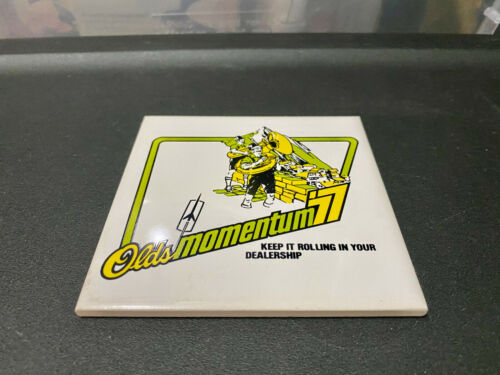 Olds momentum '77
KEEP IT ROLLING IN YOUR
DEALERSHIP